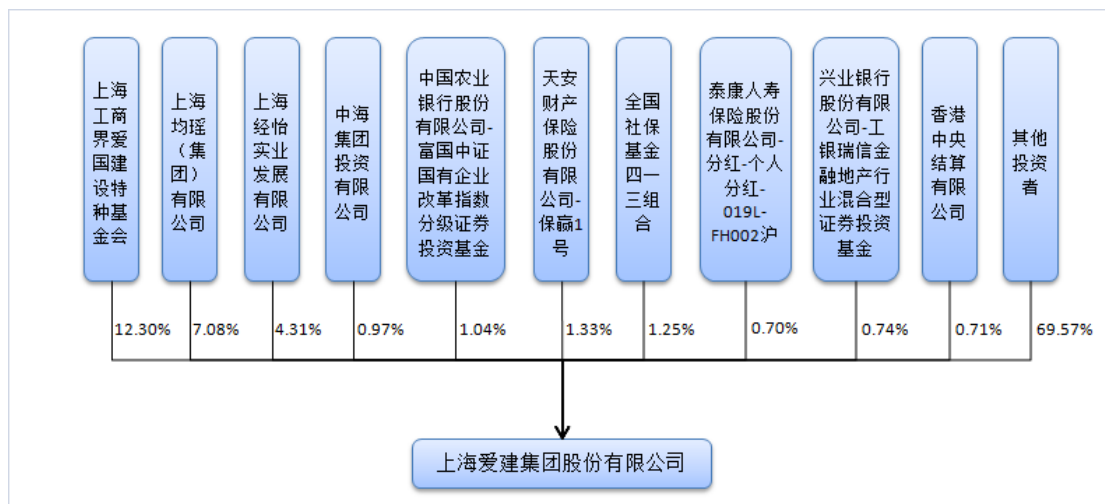 上海
工商
界爱
国建
设特
种基
金会
上海
均瑶
（集
团）
有限
公司
上海
经怡
实业
发展
有限
公司
中海
集团
投资
有限
公司
中国农业
银行股份
有限公司-
富国中证
国有企业
改革指数
分级证券
投资基金
天安
财产
保险
股份
有限
公司-
保赢1
号
全国
社保
基金
四一
三组
合
泰康人寿
保险股份
有限公司-
分红-个人
分红-
019L-
FH002沪
兴业银行
股份有限
公司-工
银瑞信金
融地产行
业混合型
证券投资
基金
香港
中央
结算
有限
公司
其他
投资
者
12.30%
7.08%
4.31%
0.97%
1.04%
1.33%
1.25%
0.70%
0.74%
0.71%
69.57%
上海爱建集团股份有限公司